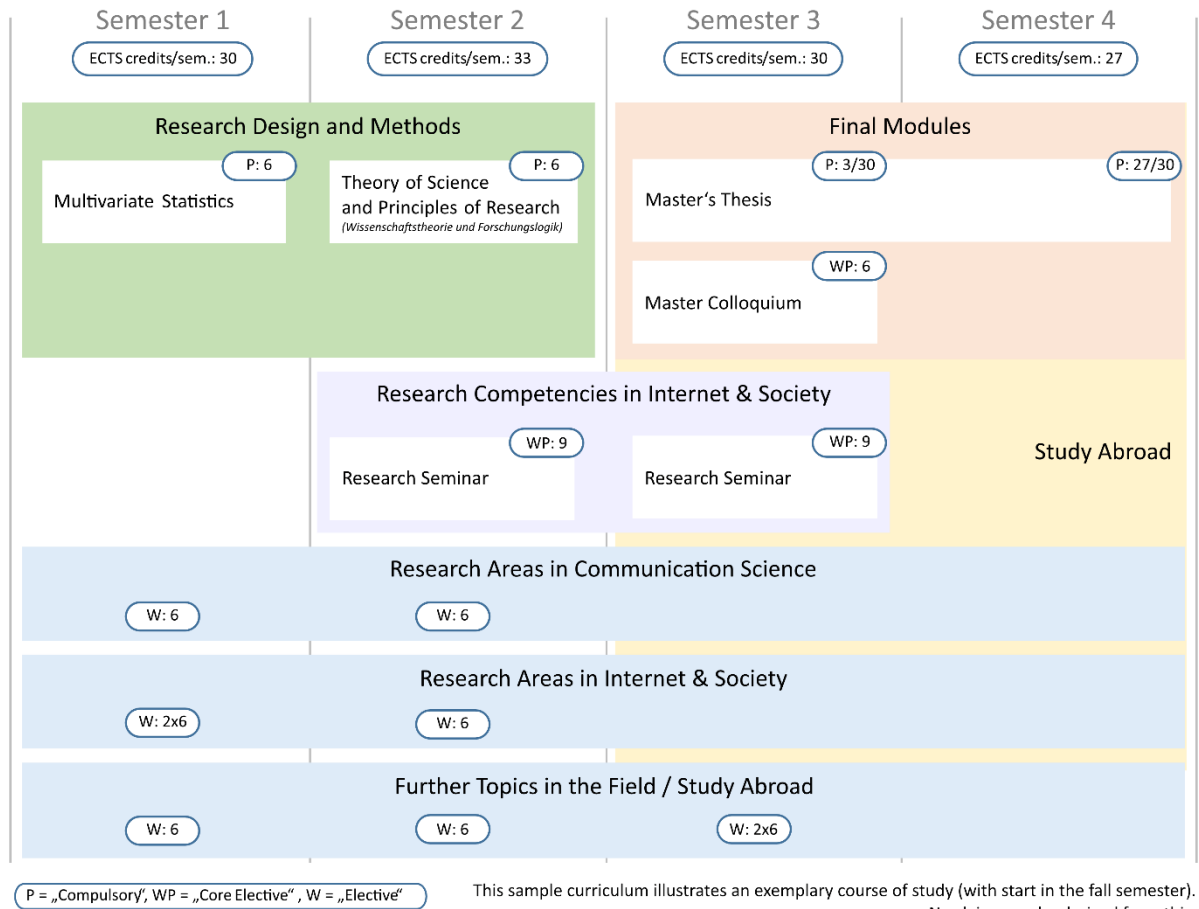 Semester 1
Semester 2
Semester 3
Semester 4
ECTS credits/sem.: 30
ECTS credits/sem.: 33
ECTS credits/sem.: 30
ECTS credits/sem.: 27
Research Design and Methods
P: 6
Multivariate Statistics
P: 6
Theory of Science
and Principles of Research
(Wissenschaftstheorie und Forschungslogik)
Final Modules
P: 3/30
P: 27/30
Master‘s Thesis
WP: 6
Master Colloquium
Research Competencies in Internet & Society
WP: 9
Research Seminar
WP: 9
Research Seminar
Study Abroad
Research Areas in Communication Science
W: 6
W: 6
Research Areas in Internet & Society
W: 2x6
W: 6
Further Topics in the Field / Study Abroad
W: 6
W: 6
W: 2x6
P = „Compulsory“, WP = „Core Elective“ , W = „Elective“
This sample curriculum illustrates an exemplary course of study (with start in the fall semester).